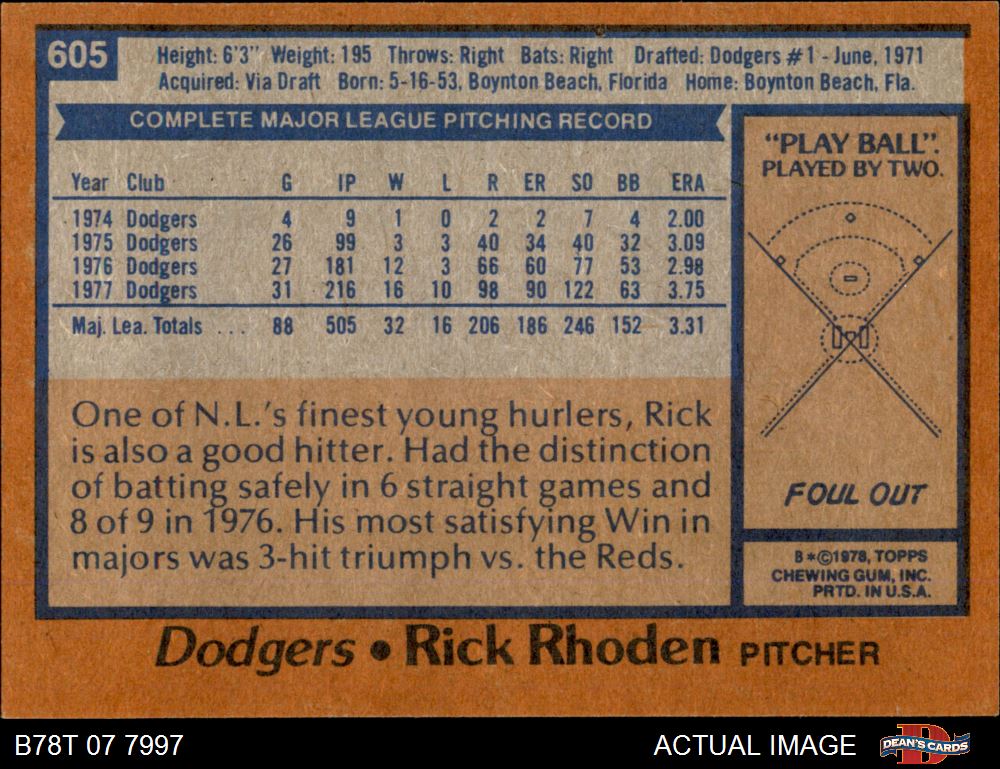 605
Height: 6'3" Weight: 195 Throws: Right Bats: Right Drafted: Dodgers #1 - June, 1971
Acquired: Via Draft Born: 5-16-53, Boynton Beach, Florida Home: Boynton Beach, Fla.
COMPLETE MAJOR LEAGUE PITCHING RECORD
Year Club G IP W L R ER SO BB ERA
1974 Dodgers 4 9 1 0 2 2 7 4 2.00
1975 Dodgers 26 99 3 3 40 34 40 32 3.09
1976 Dodgers 27 181 12 3 66 60 77 53 2.98
1977 Dodgers 31 216 16 10 98 90 122 63 3.75
Maj. Lea. Totals ... 88 505 32 16 206 186 246 152 3.31
One of N.L.'s finest young hurlers, Rick
is also a good hitter. Had the distinction
of batting safely in 6 straight games and
8 of 9 in 1976. His most satisfying Win in
majors was 3-hit triumph vs. the Reds.
"PLAY BALL".
PLAYED BY TWO.
FOUL OUT
B*©1978, TOPPS
CHEWING GUM, INC.
PRTD. IN U.S.A.
Dodgers • Rick Rhoden PITCHER
B78T 07 7997
ACTUAL IMAGE
DEAN'S CARDS